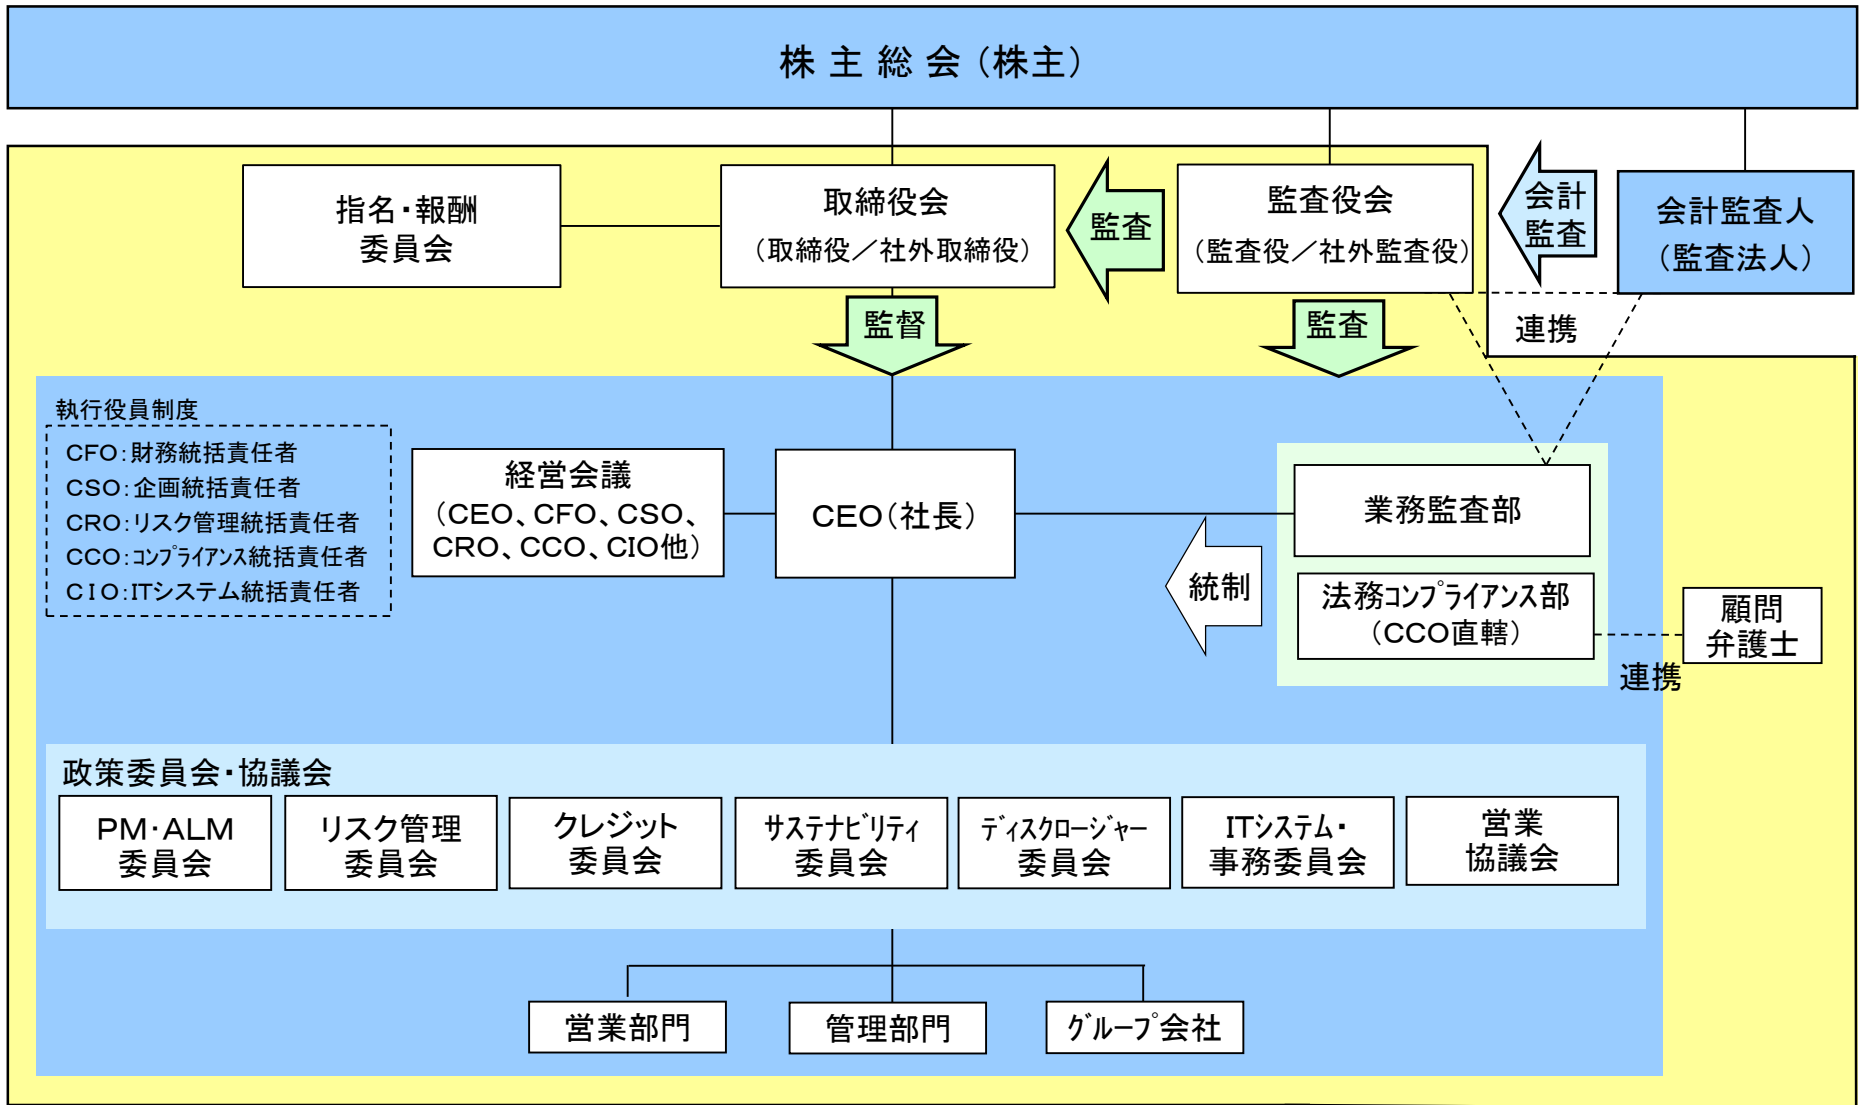 株 主 総 会 （株主）
指名・報酬
委員会
取締役会
（取締役／社外取締役）
監査
監査役会
（監査役／社外監査役）
会計
監査
会計監査人
（監査法人）
監督
監査
連携
執行役員制度
CFO：財務統括責任者
CSO：企画統括責任者
CRO：リスク管理統括責任者
CCO：ｺﾝﾌﾟﾗｲｱﾝｽ統括責任者
CIO：ITシステム統括責任者
経営会議
（CEO、CFO、CSO、
CRO、CCO、CIO他）
CEO（社長）
業務監査部
統制
法務ｺﾝﾌﾟﾗｲｱﾝｽ部
（CCO直轄）
顧問
弁護士
連携
政策委員会・協議会
PM・ALM
委員会
リスク管理
委員会
クレジット
委員会
ｻｽﾃﾅﾋﾞﾘﾃｨ
委員会
ﾃﾞｨｽｸﾛｰｼﾞｬｰ
委員会
ITシステム・
事務委員会
営業
協議会
営業部門
管理部門
ｸﾞﾙｰﾌﾟ会社